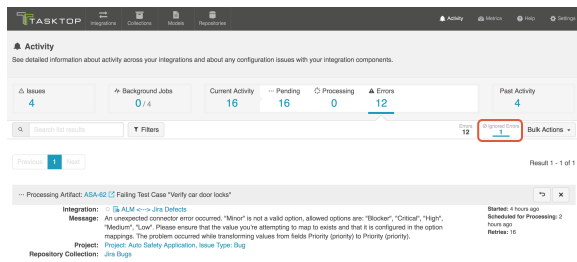 TASKTOP Integrations Collections Models Repositories Activity Metrics Help Settings
Activity
See detailed information about activity across your integrations and about any configuration issues with your integration components.
Issues Background Jobs Current Activity Pending Processing Errors Past Activity
4 0 / 4 16 16 0 12 4
Search list results Filters Errors 12 Ignored Errors 1 Bulk Actions
Previous 1 Next Result 1 - 1 of 1
Processing Artifact: ASA-62 Failing Test Case "Verify car door locks"
Integration: ALM <---> Jira Defects Started: 4 hours ago
Message: An unexpected connector error occurred. "Minor" is not a valid option, allowed options are: "Blocker", "Critical", "High", Scheduled for Processing: 2
"Medium", "Low". Please ensure that the value you're attempting to map to exists and that it is configured in the option hours ago
mappings. The problem occurred while transforming values from fields Priority (priority) to Priority (priority). Retries: 16
Project: Project: Auto Safety Application, Issue Type: Bug
Repository Collection: Jira Bugs